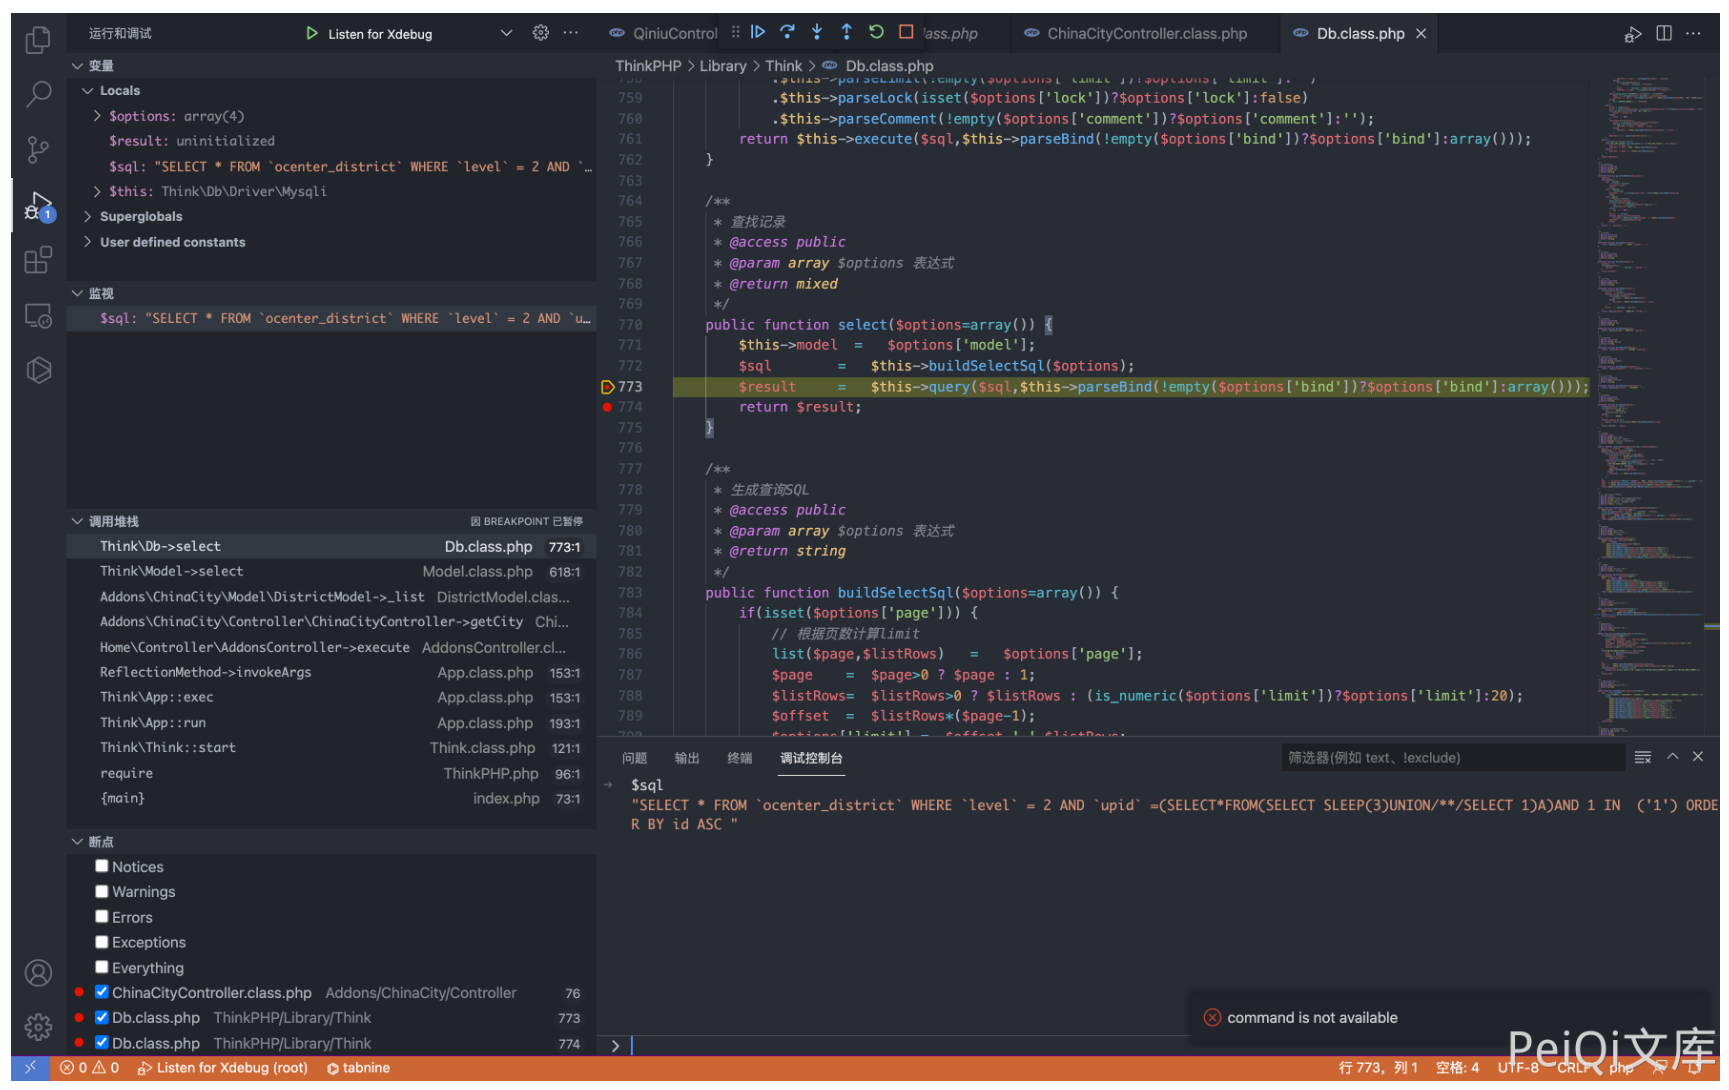 运行和调试
Listen for Xdebug
变量
Locals
$options: array(4)
$result: uninitialized
$sql: "SELECT * FROM `ocenter_district` WHERE `level` = 2 AND `…
$this: Think\Db\Driver\Mysqli
Superglobals
User defined constants
监视
$sql: "SELECT * FROM `ocenter_district` WHERE `level` = 2 AND `u…
调用堆栈 因 BREAKPOINT 已暂停
Think\Db->select Db.class.php 773:1
Think\Model->select Model.class.php 618:1
Addons\ChinaCity\Model\DistrictModel->_list DistrictModel.clas...
Addons\ChinaCity\Controller\ChinaCityController->getCity Chi...
Home\Controller\AddonsController->execute AddonsController.cl...
ReflectionMethod->invokeArgs App.class.php 153:1
Think\App::exec App.class.php 153:1
Think\App::run App.class.php 193:1
Think\Think::start Think.class.php 121:1
require ThinkPHP.php 96:1
{main} index.php 73:1
断点
Notices
Warnings
Errors
Exceptions
Everything
ChinaCityController.class.php Addons/ChinaCity/Controller 76
Db.class.php ThinkPHP/Library/Think 773
Db.class.php ThinkPHP/Library/Think 774
QiniuControl lass.php ChinaCityController.class.php Db.class.php
ThinkPHP > Library > Think > Db.class.php
758 .$this->parseLimit(!empty($options['limit'])?$options['limit']:'')
759 .$this->parseLock(isset($options['lock'])?$options['lock']:false)
760 .$this->parseComment(!empty($options['comment'])?$options['comment']:'');
761 return $this->execute($sql,$this->parseBind(!empty($options['bind'])?$options['bind']:array()));
762 }
763
764 /**
765 * 查找记录
766 * @access public
767 * @param array $options 表达式
768 * @return mixed
769 */
770 public function select($options=array()) {
771 $this->model = $options['model'];
772 $sql = $this->buildSelectSql($options);
773 $result = $this->query($sql,$this->parseBind(!empty($options['bind'])?$options['bind']:array()));
774 return $result;
775 }
776
777 /**
778 * 生成查询SQL
779 * @access public
780 * @param array $options 表达式
781 * @return string
782 */
783 public function buildSelectSql($options=array()) {
784 if(isset($options['page'])) {
785 // 根据页数计算limit
786 list($page,$listRows) = $options['page'];
787 $page = $page>0 ? $page : 1;
788 $listRows= $listRows>0 ? $listRows : (is_numeric($options['limit'])?$options['limit']:20);
789 $offset = $listRows*($page-1);
790 $options['limit'] = $offset.','.$listRows;
问题 输出 终端 调试控制台 筛选器(例如 text、!exclude)
$sql
"SELECT * FROM `ocenter_district` WHERE `level` = 2 AND `upid` =(SELECT*FROM(SELECT SLEEP(3)UNION/**/SELECT 1)A)AND 1 IN ('1') ORDE
R BY id ASC "
command is not available
PeiQi文库
1
0 0 Listen for Xdebug (root) tabnine 行 773，列 1 空格: 4 UTF-8 CRLF php